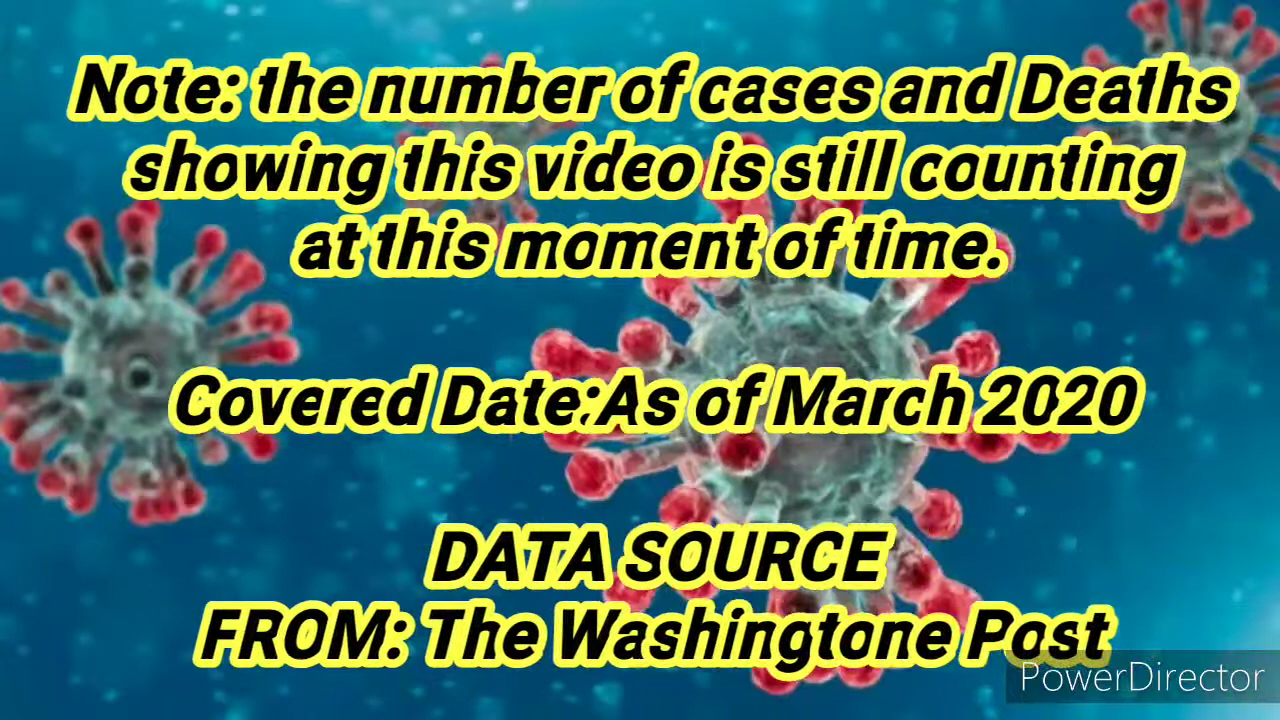 Note: the number of cases and Deaths
showing this video is still counting
at this moment of time.
Covered Date:As of March 2020
DATA SOURCE
FROM: The Washingtone Post
PowerDirector